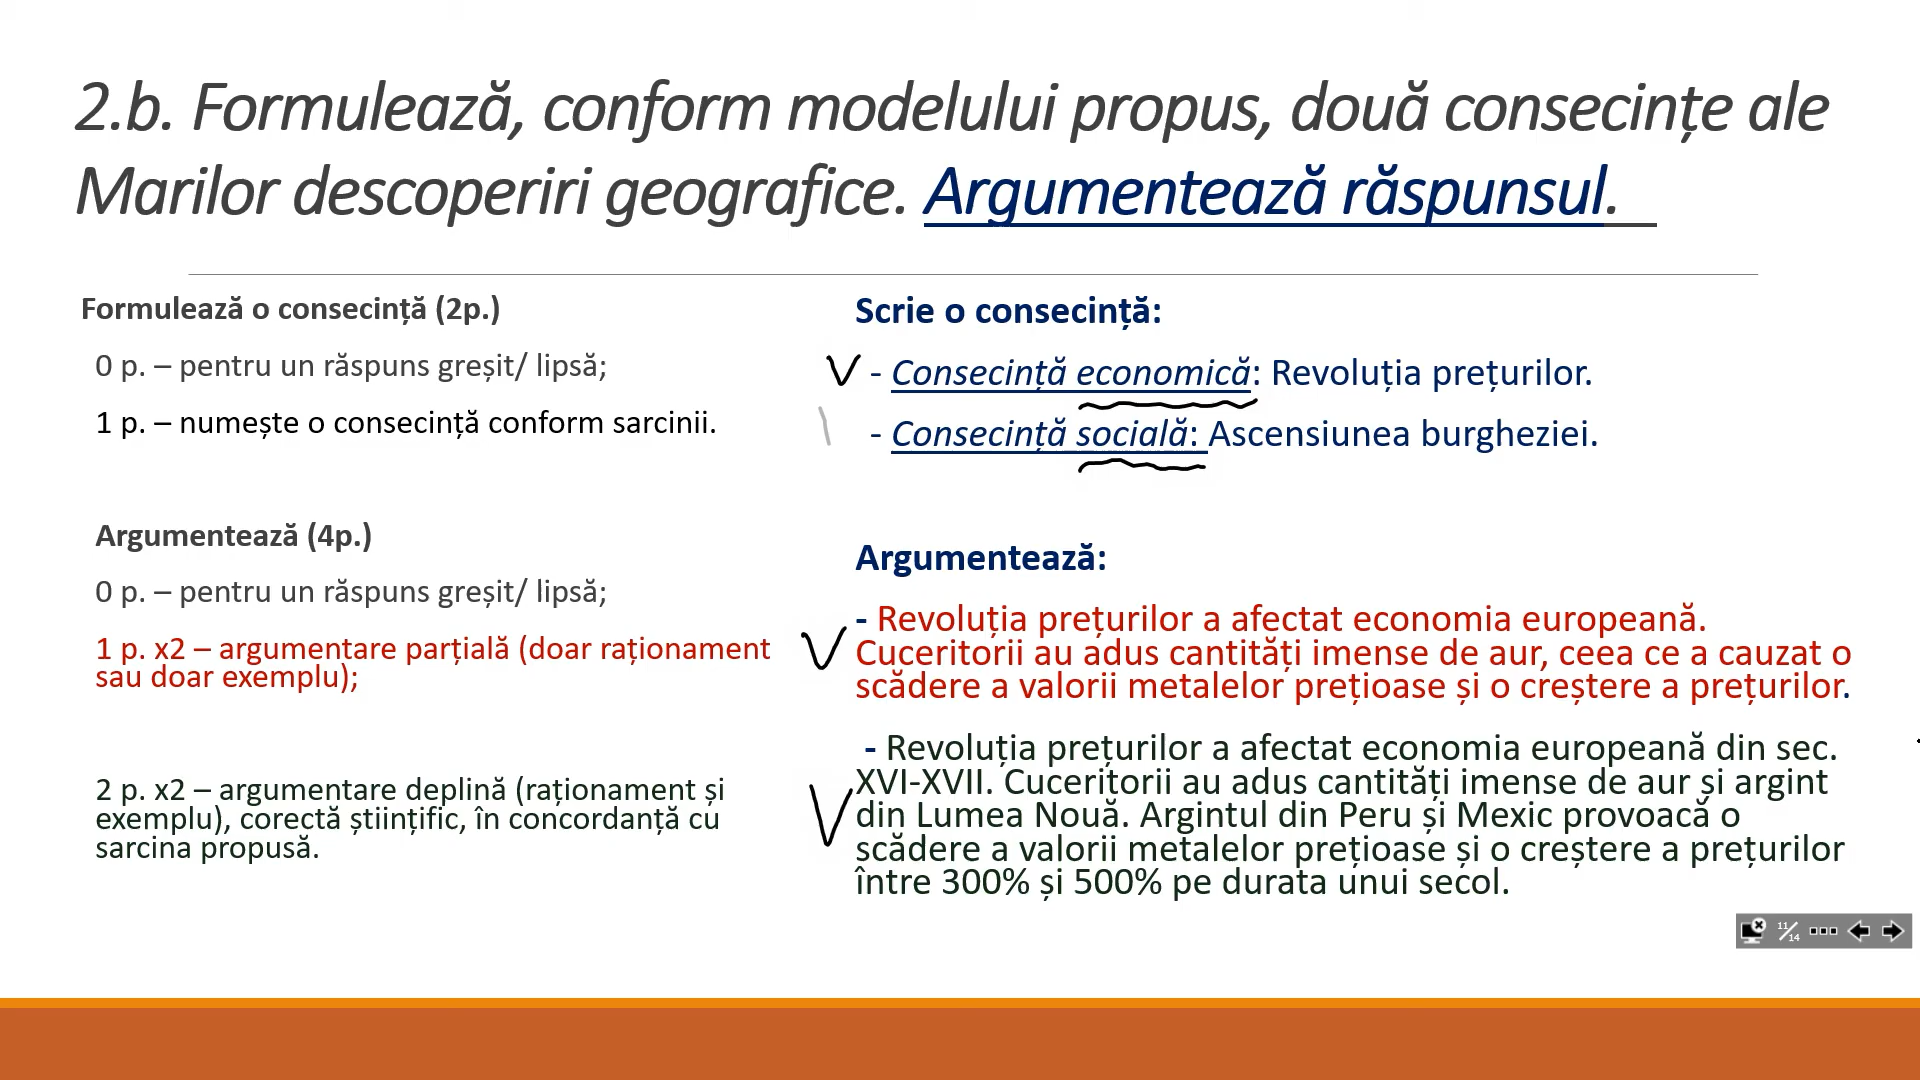 2.b. Formulează, conform modelului propus, două consecințe ale
Marilor descoperiri geografice. Argumentează răspunsul.
Formulează o consecință (2p.)
0 p. – pentru un răspuns greșit/ lipsă;
1 p. – numește o consecință conform sarcinii.
Argumentează (4p.)
0 p. – pentru un răspuns greșit/ lipsă;
1 p. x2 – argumentare parțială (doar raționament
sau doar exemplu);
2 p. x2 – argumentare deplină (raționament și
exemplu), corectă științific, în concordanță cu
sarcina propusă.
Scrie o consecință:
- Consecință economică: Revoluția prețurilor.
- Consecință socială: Ascensiunea burgheziei.
Argumentează:
- Revoluția prețurilor a afectat economia europeană.
Cuceritorii au adus cantități imense de aur, ceea ce a cauzat o
scădere a valorii metalelor prețioase și o creștere a prețurilor.
- Revoluția prețurilor a afectat economia europeană din sec.
XVI-XVII. Cuceritorii au adus cantități imense de aur și argint
din Lumea Nouă. Argintul din Peru și Mexic provoacă o
scădere a valorii metalelor prețioase și o creștere a prețurilor
între 300% și 500% pe durata unui secol.
11/14